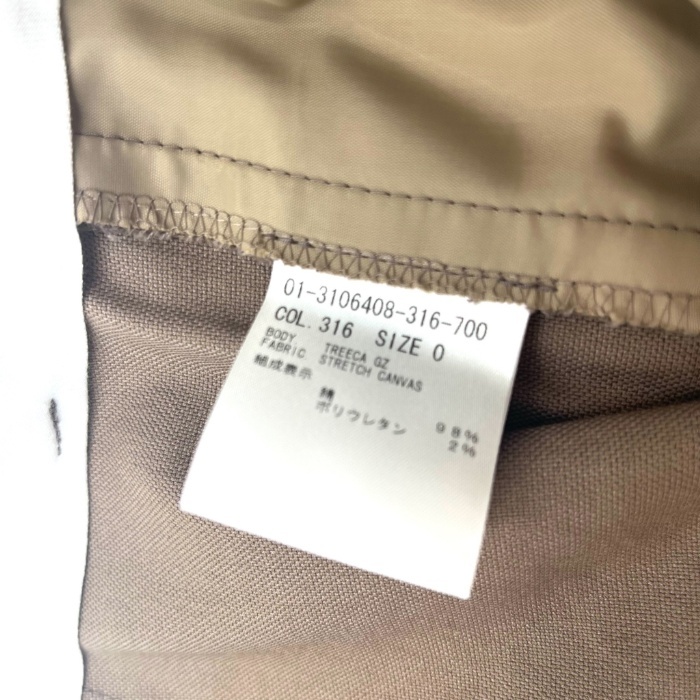 01-3106408-316-700
COL. 316 SIZE 0
BODY TREECA GZ
FABRIC STRETCH CANVAS
組成表示
綿 98%
ポリウレタン 2%